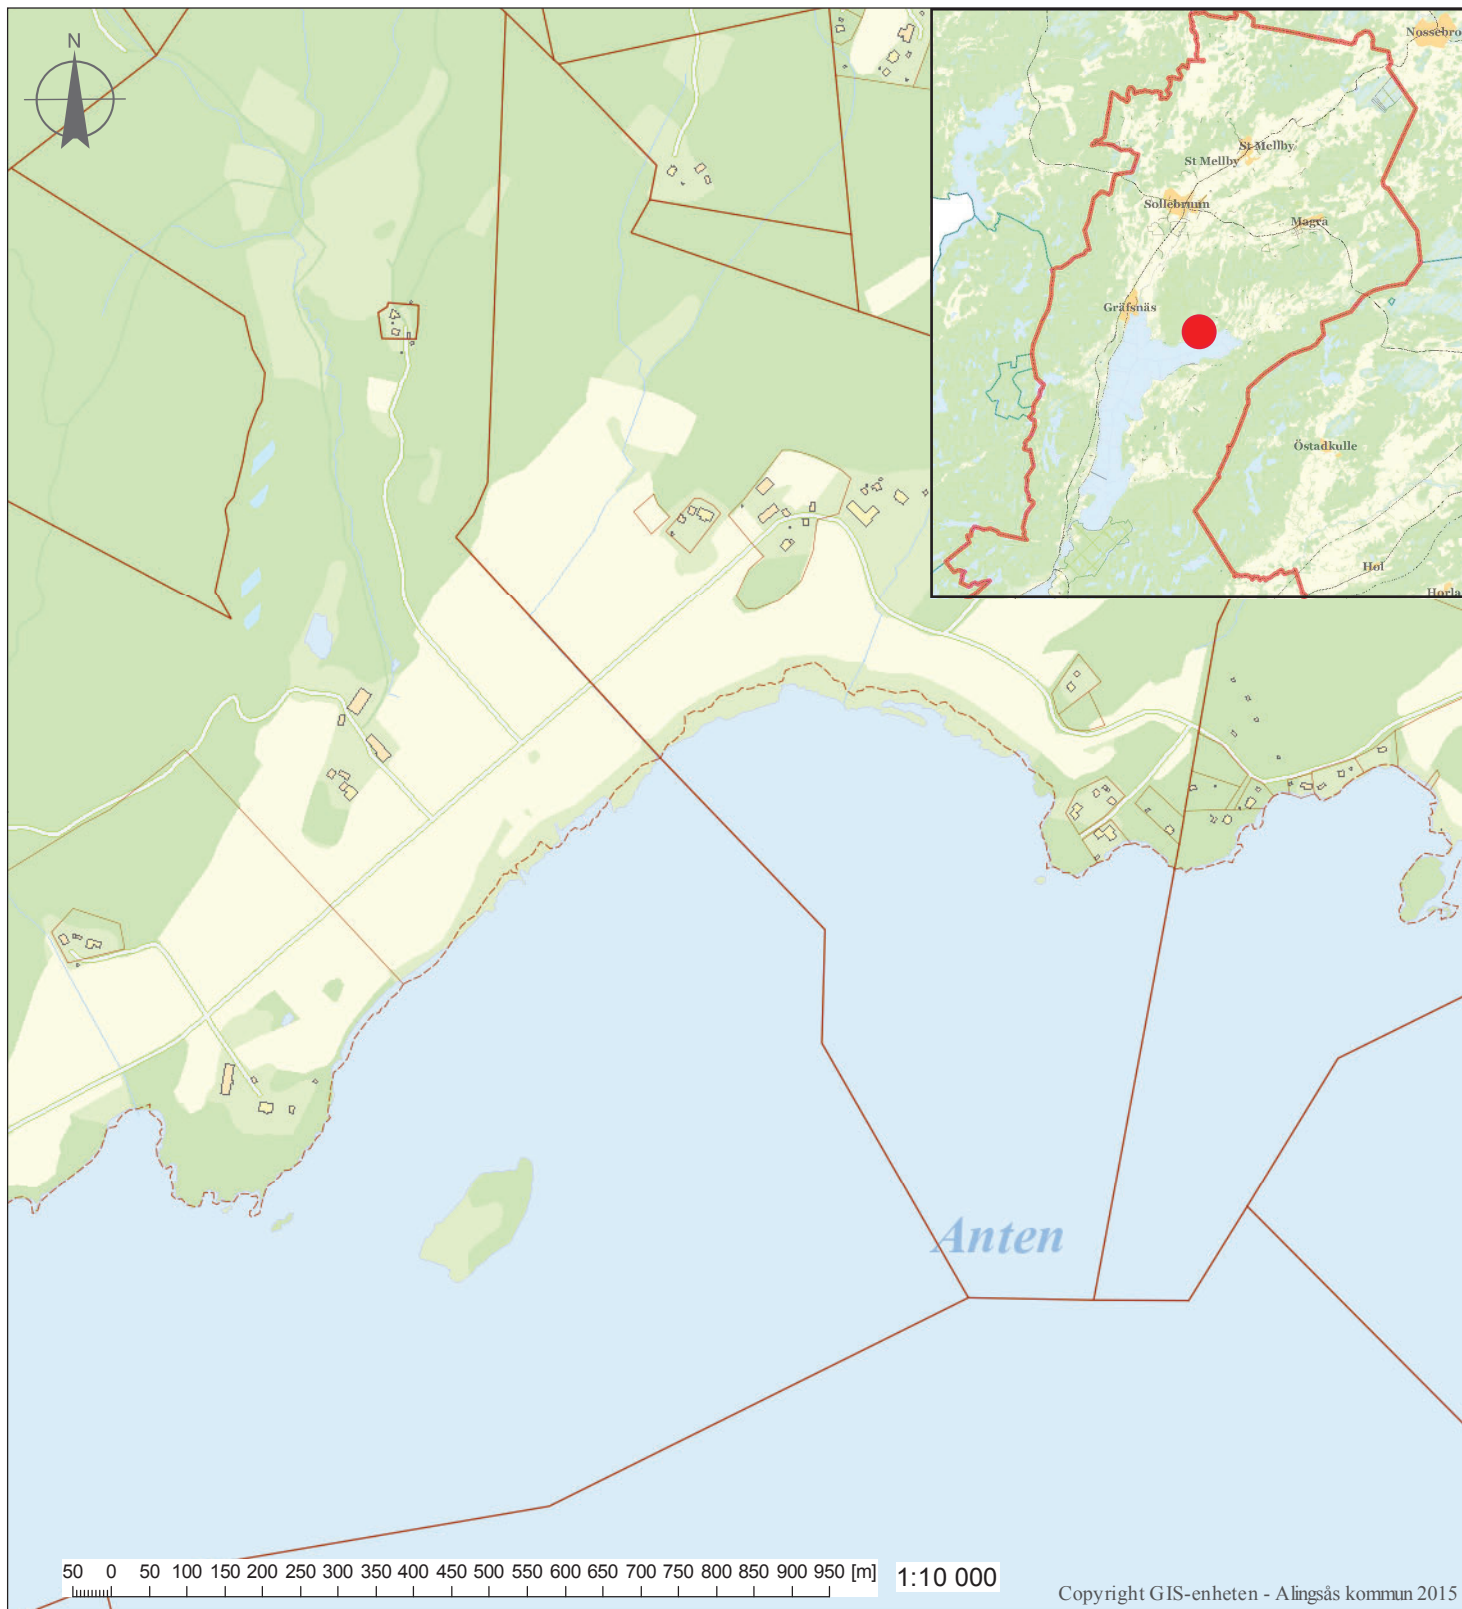 N
Nossebro
St Mellby
St Mellby
Sollebrunn
Magra
Gräfsnäs
Östadkulle
Hol
Horla
Anten
50 0 50 100 150 200 250 300 350 400 450 500 550 600 650 700 750 800 850 900 950 [m]
1:10 000
Copyright GIS-enheten - Alingsås kommun 2015